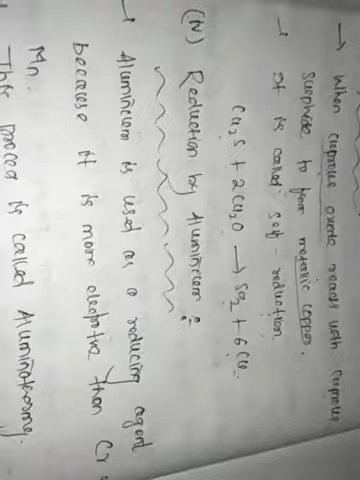 → When cuprous oxide reacts with cuprous
sulphide to form metallic copper.
→ It is called self-reduction
Cu2S + 2Cu2O → SO2 + 6Cu.
(IV) Reduction by Aluminium :
→ Aluminium is used as a reducing agent
because it is more electrotive than Cr
Mn.
→ This process is called Aluminothermy.